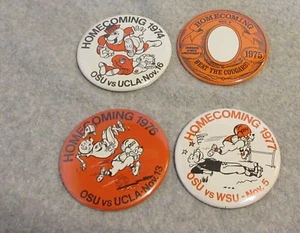 HOMECOMING 1974
OSU vs UCLA-Nov.16
HOMECOMING
1975
BEAT THE COUGARS
HOMECOMING 1976
OSU vs UCLA-Nov.13
HOMECOMING 1977
OSU vs WSU-Nov.5